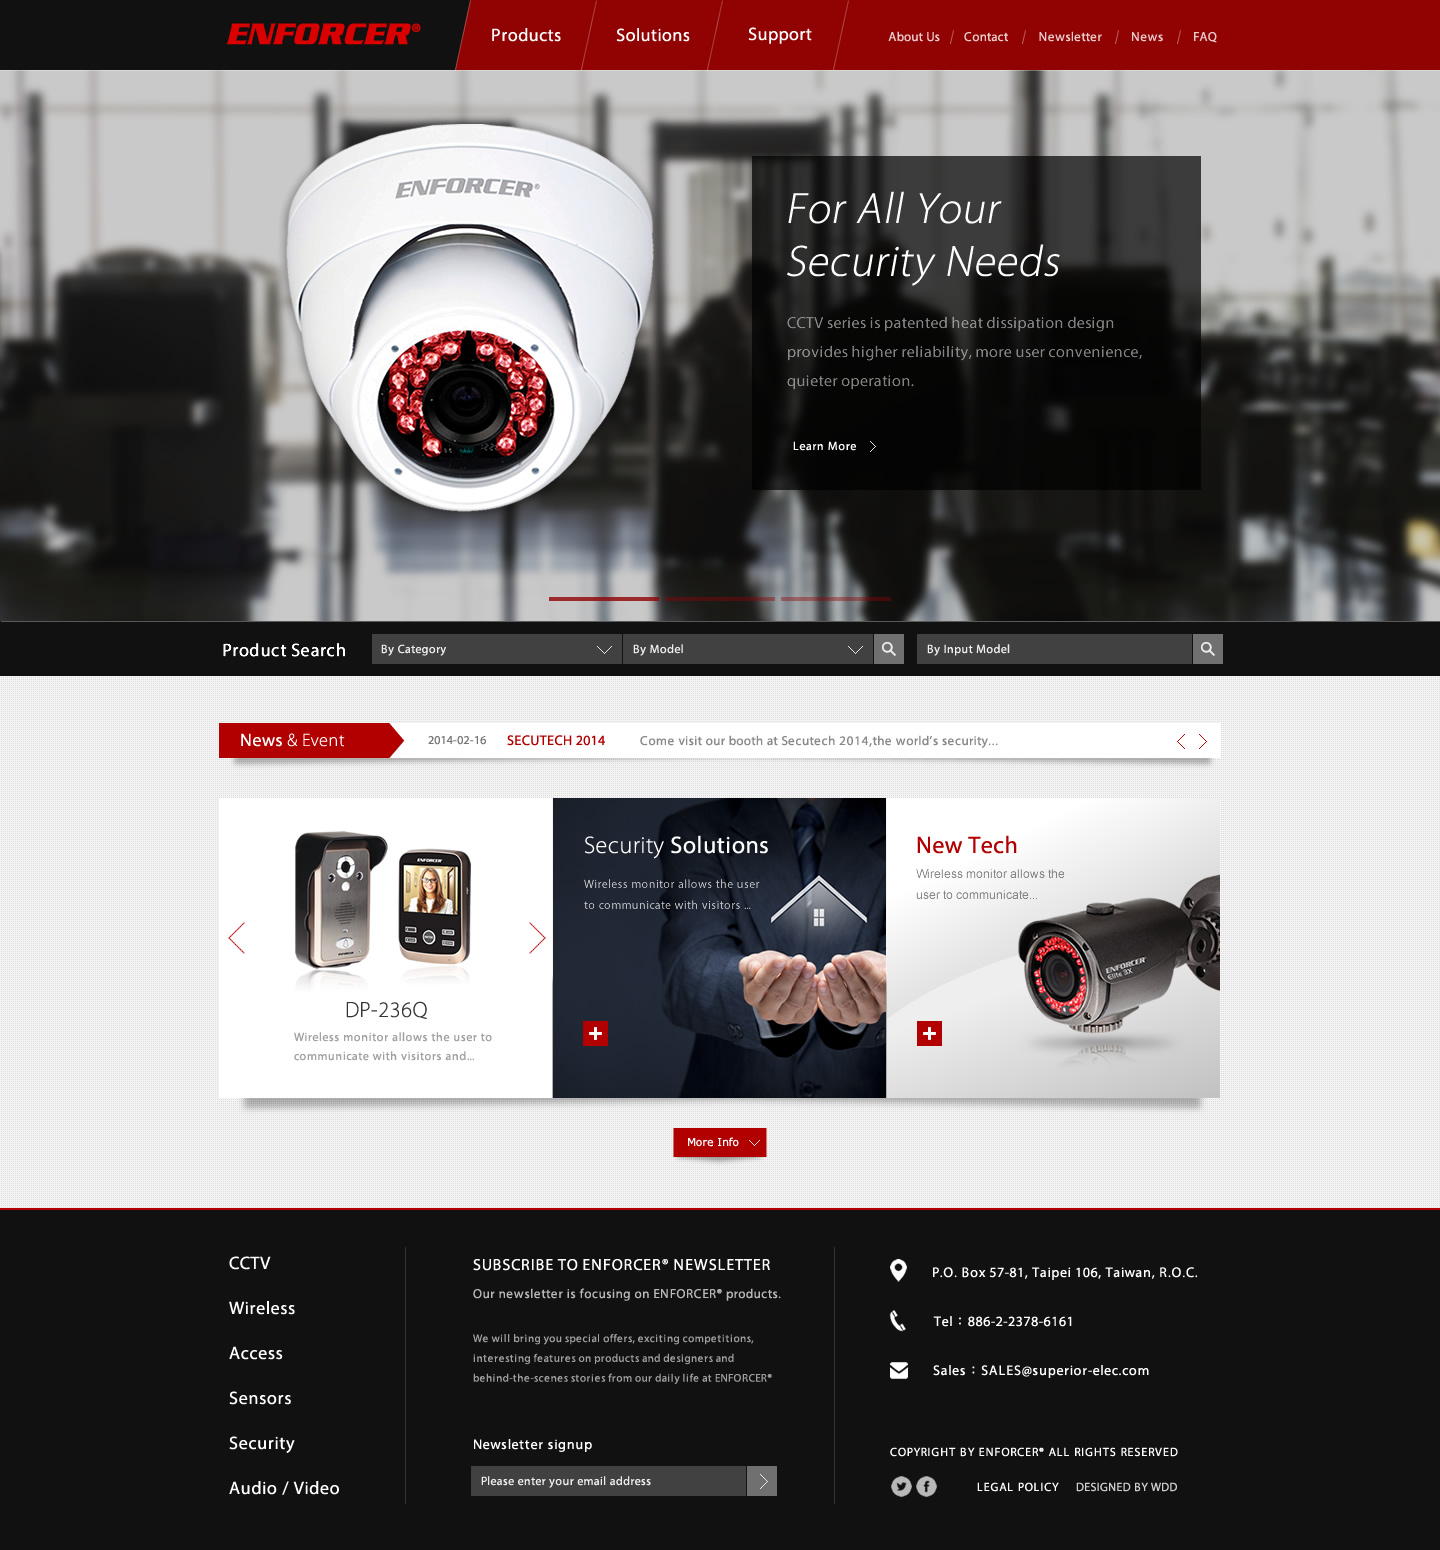 ENFORCER®
Products
Solutions
Support
About Us / Contact / Newsletter / News / FAQ
ENFORCER®
For All Your
Security Needs
CCTV series is patented heat dissipation design
provides higher reliability, more user convenience,
quieter operation.
Learn More
Product Search
By Category
By Model
By Input Model
News & Event
2014-02-16
SECUTECH 2014
Come visit our booth at Secutech 2014,the world's security...
ENFORCER
DP-236Q
Wireless monitor allows the user to
communicate with visitors and...
Security Solutions
Wireless monitor allows the user
to communicate with visitors ...
New Tech
Wireless monitor allows the
user to communicate...
ENFORCER
Elite 3X
More Info
CCTV
Wireless
Access
Sensors
Security
Audio / Video
SUBSCRIBE TO ENFORCER® NEWSLETTER
Our newsletter is focusing on ENFORCER® products.
We will bring you special offers, exciting competitions,
interesting features on products and designers and
behind-the-scenes stories from our daily life at ENFORCER®
Newsletter signup
Please enter your email address
P.O. Box 57-81, Taipei 106, Taiwan, R.O.C.
Tel：886-2-2378-6161
Sales：SALES@superior-elec.com
COPYRIGHT BY ENFORCER® ALL RIGHTS RESERVED
LEGAL POLICY
DESIGNED BY WDD